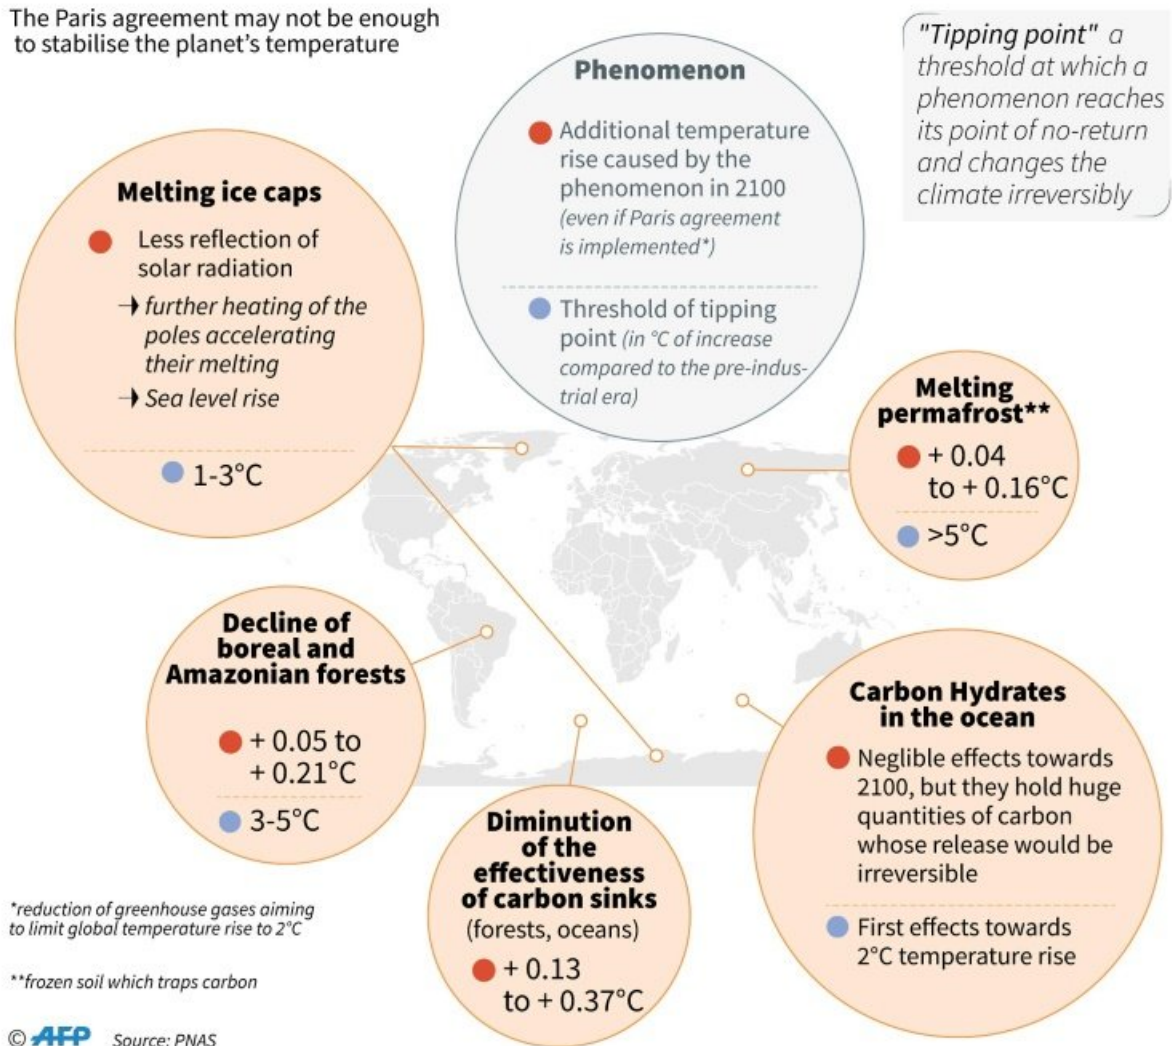 The Paris agreement may not be enough
to stabilise the planet's temperature
"Tipping point" a
threshold at which a
phenomenon reaches
its point of no-return
and changes the
climate irreversibly
Phenomenon
Additional temperature
rise caused by the
phenomenon in 2100
(even if Paris agreement
is implemented*)
Threshold of tipping
point (in °C of increase
compared to the pre-indus-
trial era)
Melting ice caps
Less reflection of
solar radiation
→ further heating of the
poles accelerating
their melting
→ Sea level rise
1-3°C
Melting
permafrost**
+ 0.04
to + 0.16°C
>5°C
Decline of
boreal and
Amazonian forests
+ 0.05 to
+ 0.21°C
3-5°C
Diminution
of the
effectiveness
of carbon sinks
(forests, oceans)
+ 0.13
to + 0.37°C
Carbon Hydrates
in the ocean
Neglible effects towards
2100, but they hold huge
quantities of carbon
whose release would be
irreversible
First effects towards
2°C temperature rise
*reduction of greenhouse gases aiming
to limit global temperature rise to 2°C
**frozen soil which traps carbon
© AFP Source: PNAS